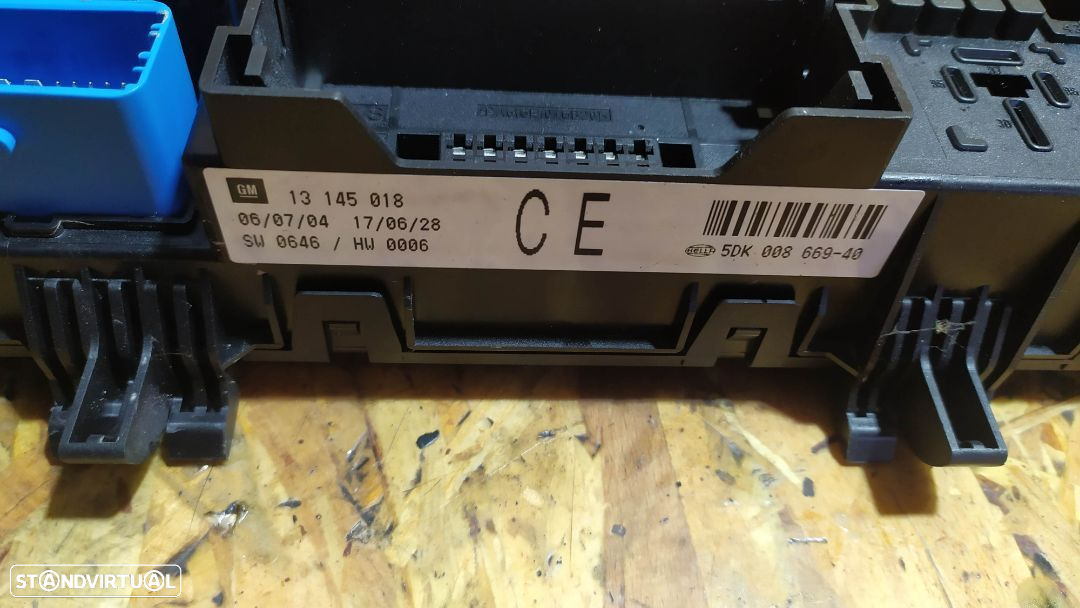 GM 13 145 018
06/07/04 17/06/28
SW 0646 / HW 0006
CE
HELLA 5DK 008 669-40
30
STANDVIRTUAL